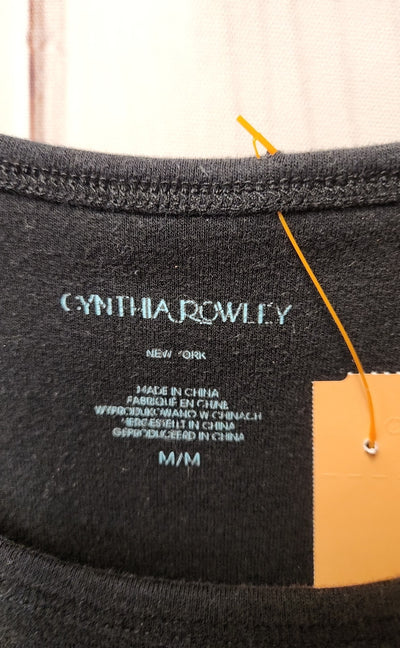 CYNTHIA ROWLEY
NEW YORK
MADE IN CHINA
FABRIQUÉ EN CHINE
WYPRODUKOWANO W CHINACH
HERGESTELLT IN CHINA
GEPRODUCEERD IN CHINA
M/M